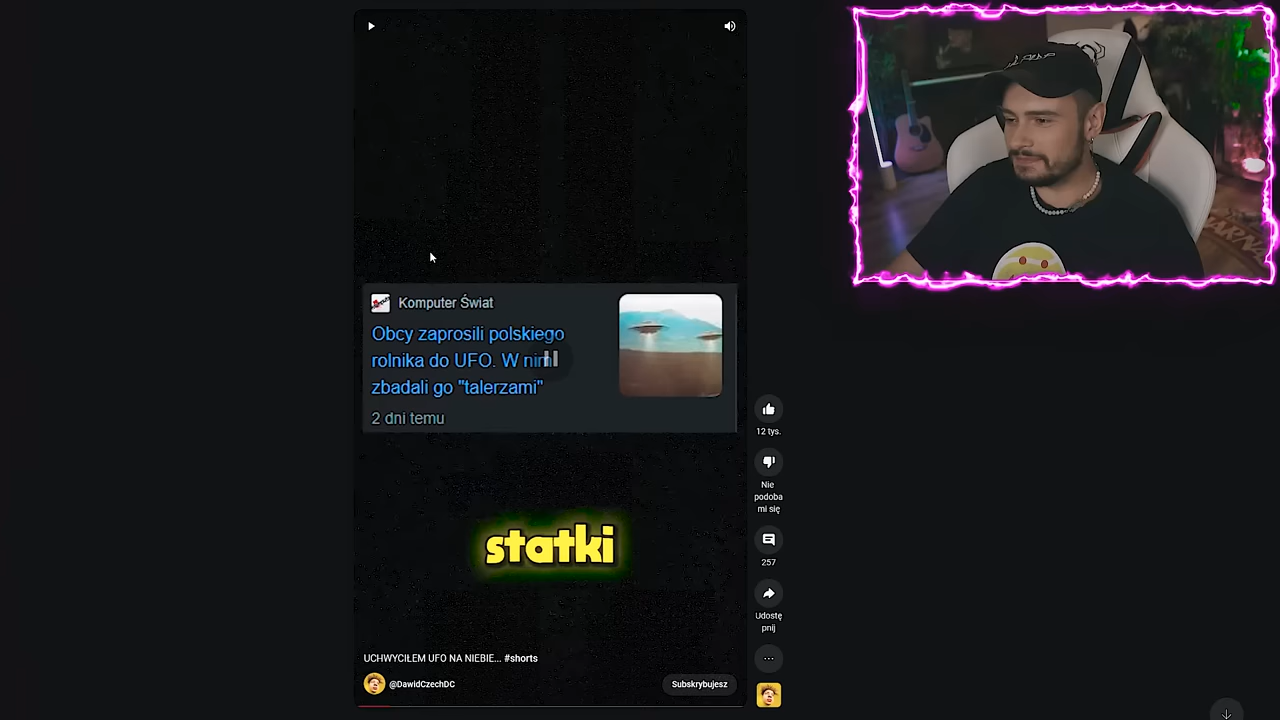 Komputer Świat
Obcy zaprosili polskiego
rolnika do UFO. W nim
zbadali go "talerzami"
2 dni temu
12 tys.
Nie
podoba
mi się
statki
257
Udostę
pnij
UCHWYCIŁEM UFO NA NIEBIE... #shorts
@DawidCzechDC
Subskrybujesz